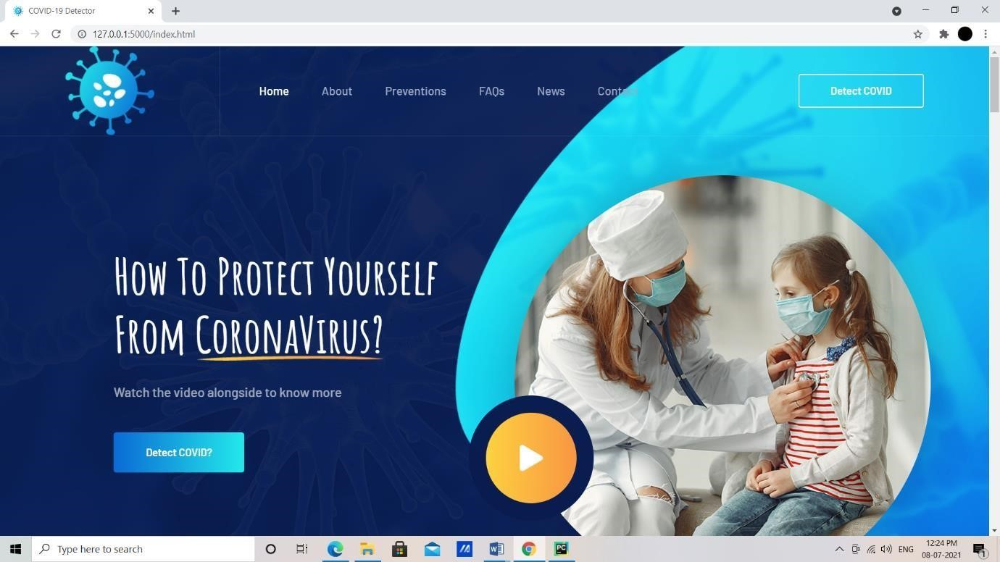 COVID-19 Detector
127.0.0.1:5000/index.html
Home About Preventions FAQs News Contact Detect COVID
How To Protect Yourself
From CoronaVirus?
Watch the video alongside to know more
Detect COVID?
Type here to search
ENG
12:24 PM
08-07-2021
W
PC
1